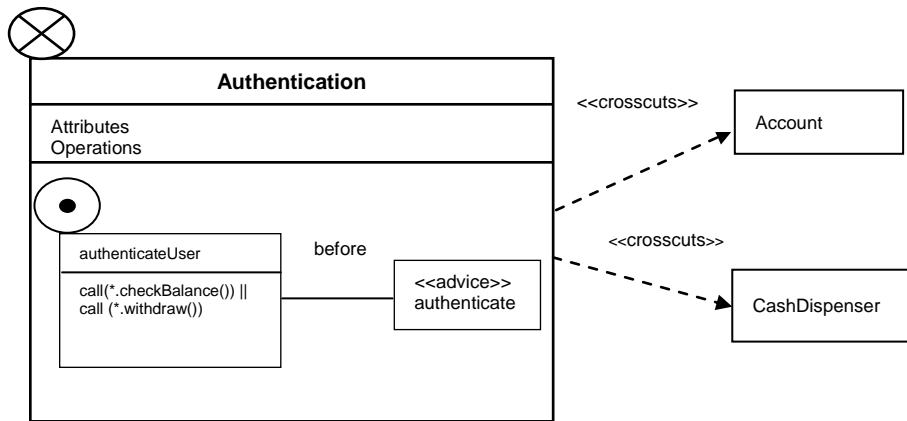 Authentication
Attributes
Operations
authenticateUser
call(*.checkBalance()) ||
call (*.withdraw())
before
<<advice>>
authenticate
<<crosscuts>>
Account
<<crosscuts>>
CashDispenser